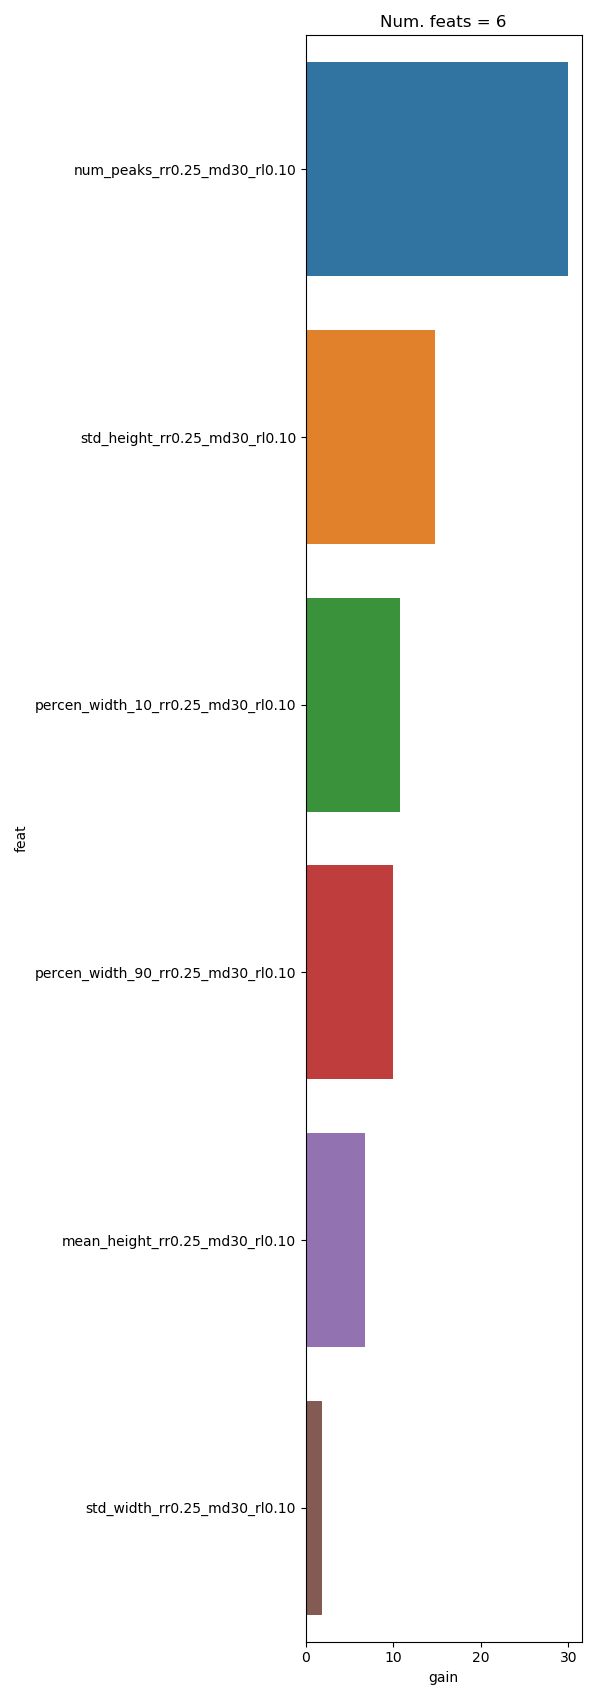 Num. feats = 6
num_peaks_rr0.25_md30_rl0.10
std_height_rr0.25_md30_rl0.10
percen_width_10_rr0.25_md30_rl0.10
feat
percen_width_90_rr0.25_md30_rl0.10
mean_height_rr0.25_md30_rl0.10
std_width_rr0.25_md30_rl0.10
0 10 20 30
gain